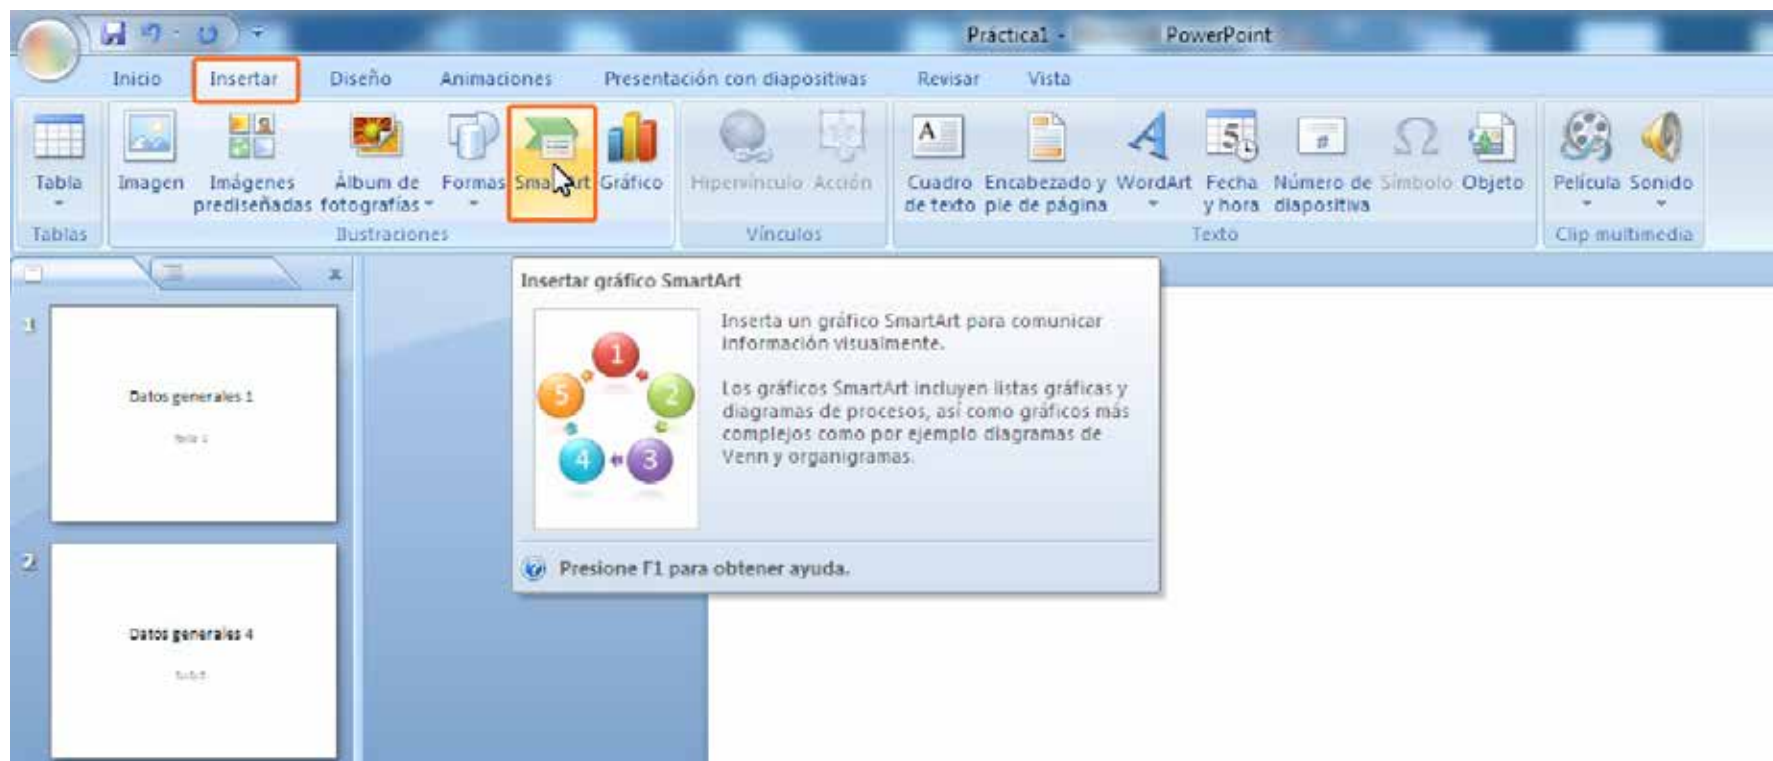 Práctica1 - PowerPoint
Inicio Insertar Diseño Animaciones Presentación con diapositivas Revisar Vista
Tabla Imagen Imágenes prediseñadas Álbum de fotografías Formas SmartArt Gráfico Hipervínculo Acción Cuadro de texto Encabezado y pie de página WordArt Fecha y hora Número de diapositiva Símbolo Objeto Película Sonido
Tablas Ilustraciones Vínculos Texto Clip multimedia
Insertar gráfico SmartArt
Inserta un gráfico SmartArt para comunicar
información visualmente.
Los gráficos SmartArt incluyen listas gráficas y
diagramas de procesos, así como gráficos más
complejos como por ejemplo diagramas de
Venn y organigramas.
1
2
3
4
5
Presione F1 para obtener ayuda.
1
Datos generales 1
2
Datos generales 4